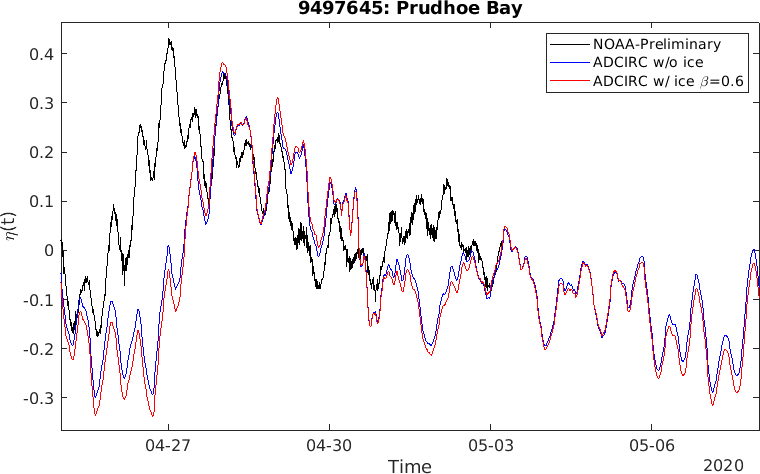 9497645: Prudhoe Bay
NOAA-Preliminary
ADCIRC w/o ice
ADCIRC w/ ice β=0.6
η(t)
0.4
0.3
0.2
0.1
0
-0.1
-0.2
-0.3
04-27
04-30
05-03
05-06
Time
2020